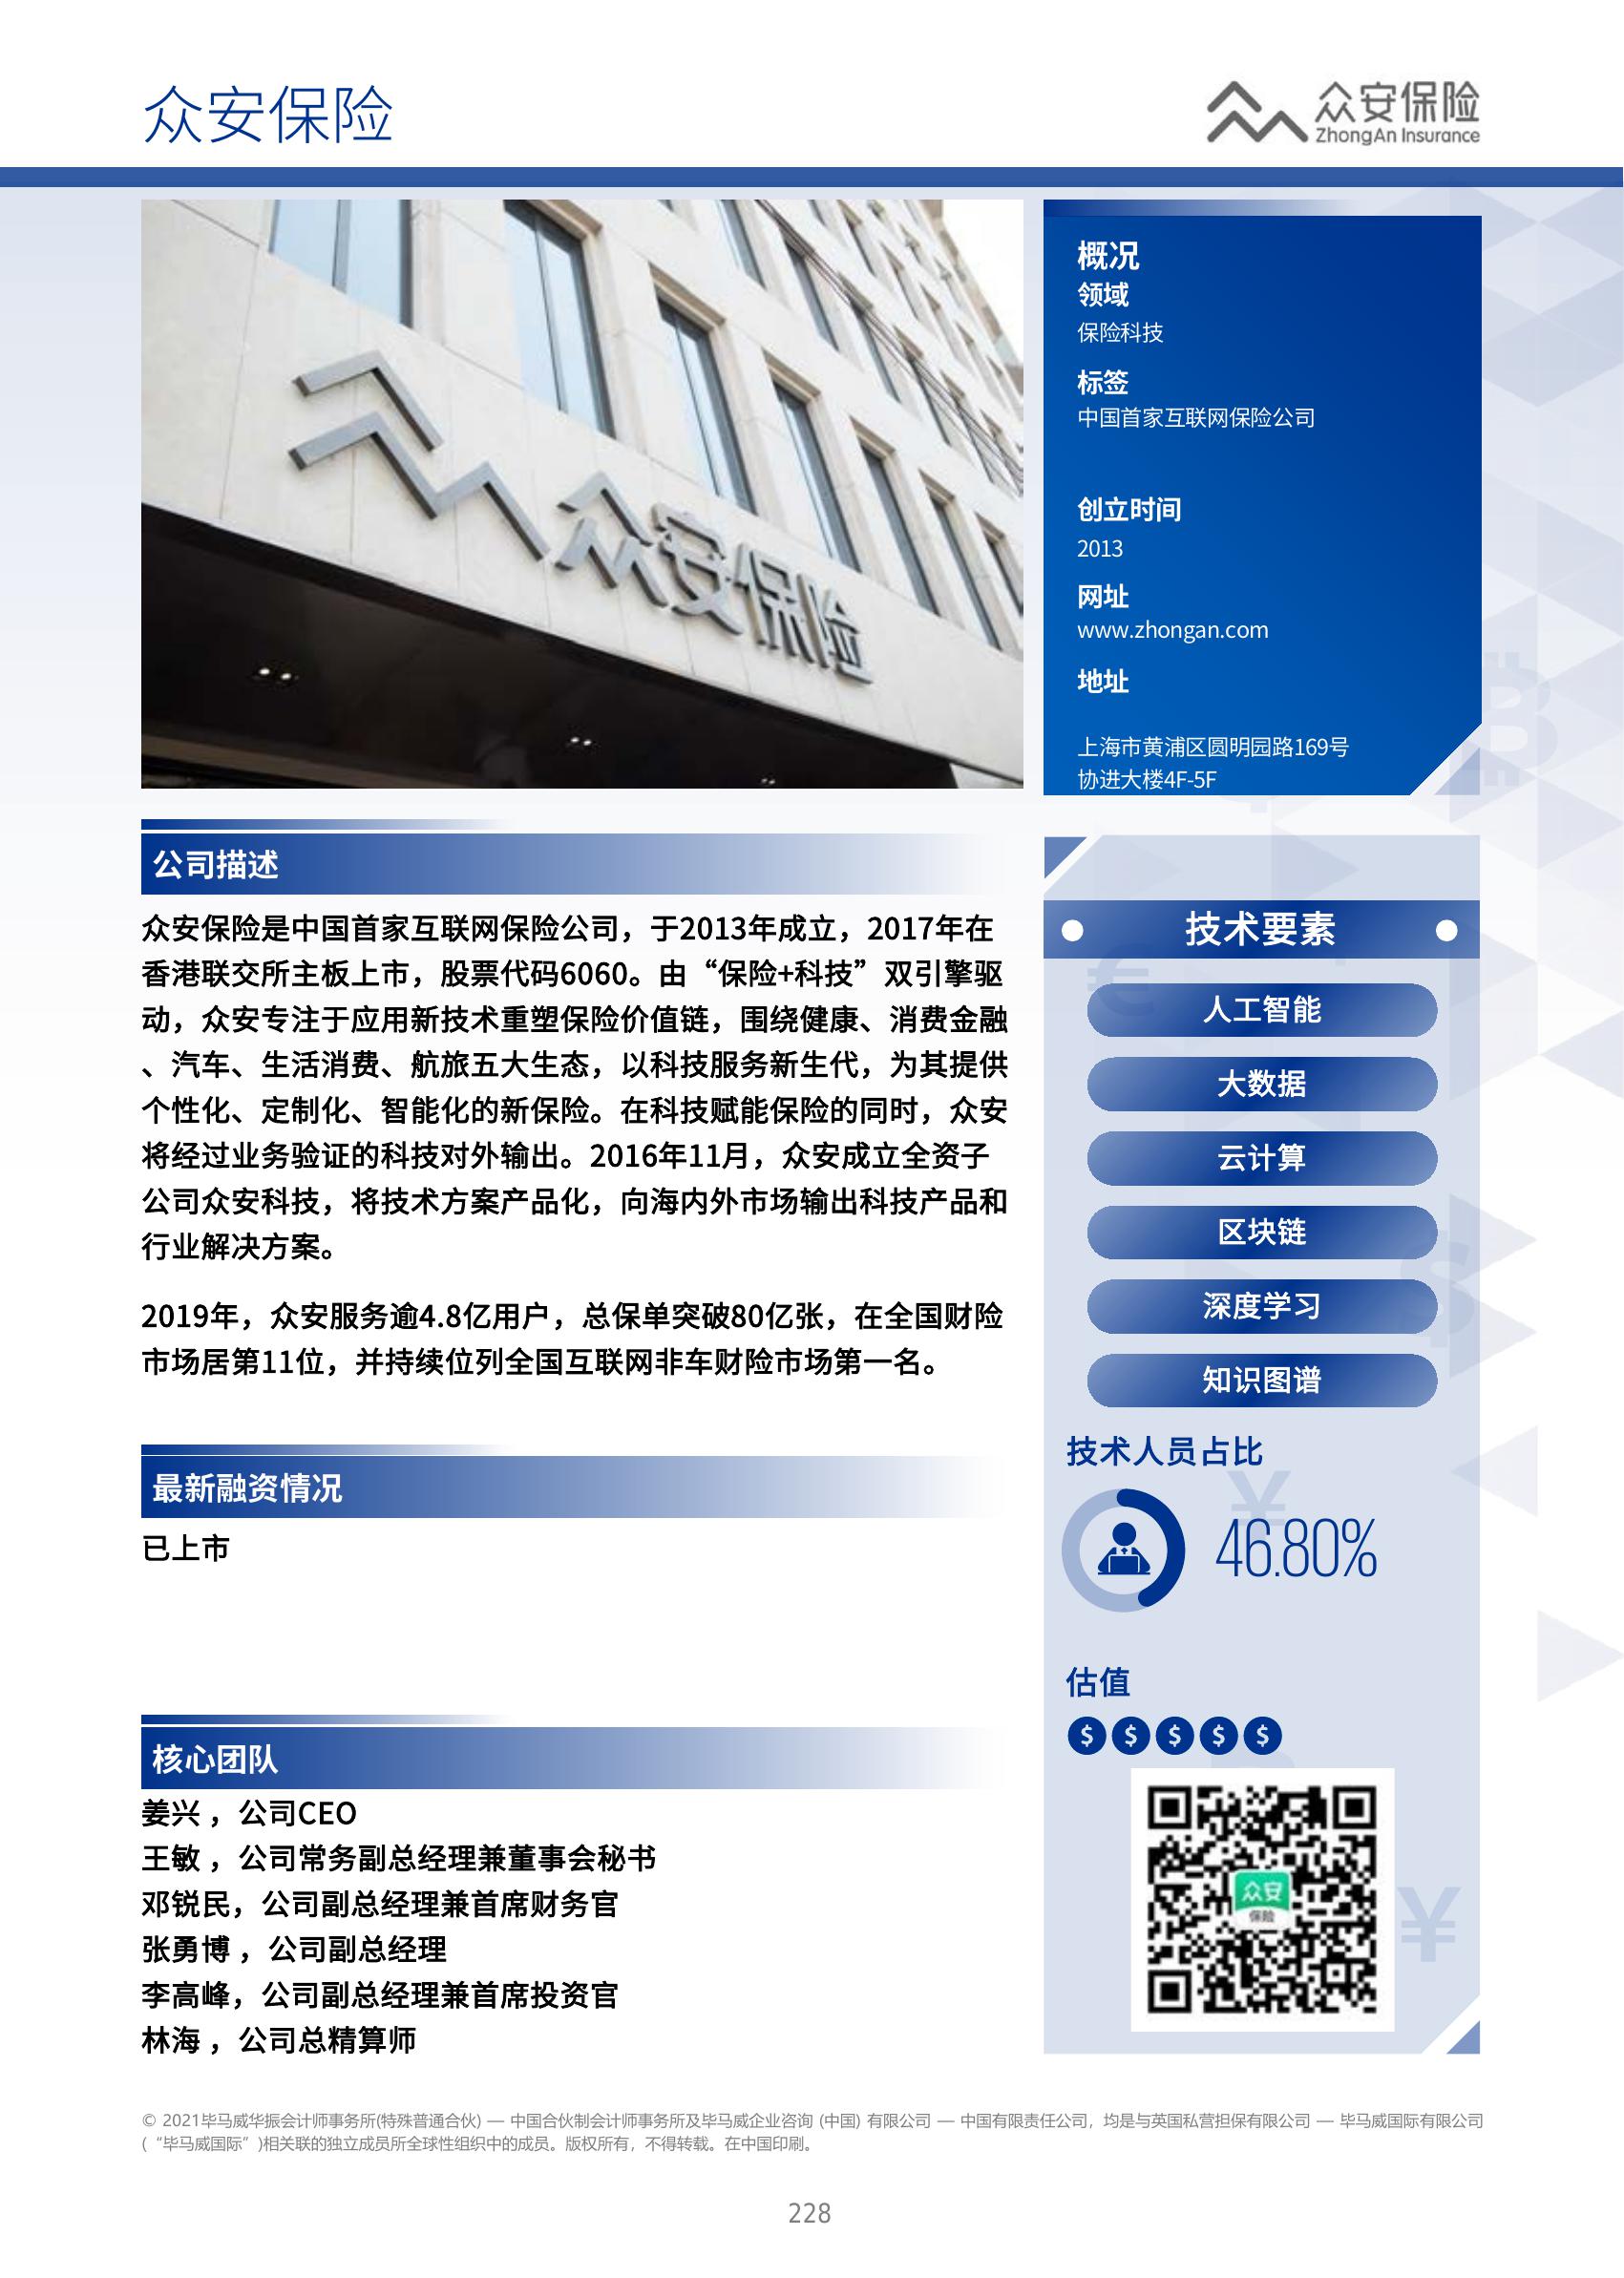 众安保险
众安保险
ZhongAn Insurance
众安保险
概况
领域
保险科技
标签
中国首家互联网保险公司
创立时间
2013
网址
www.zhongan.com
地址
上海市黄浦区圆明园路169号
协进大楼4F-5F
公司描述
众安保险是中国首家互联网保险公司，于2013年成立，2017年在
香港联交所主板上市，股票代码6060。由“保险+科技”双引擎驱
动，众安专注于应用新技术重塑保险价值链，围绕健康、消费金融
、汽车、生活消费、航旅五大生态，以科技服务新生代，为其提供
个性化、定制化、智能化的新保险。在科技赋能保险的同时，众安
将经过业务验证的科技对外输出。2016年11月，众安成立全资子
公司众安科技，将技术方案产品化，向海内外市场输出科技产品和
行业解决方案。
2019年，众安服务逾4.8亿用户，总保单突破80亿张，在全国财险
市场居第11位，并持续位列全国互联网非车财险市场第一名。
最新融资情况
已上市
核心团队
姜兴 ，公司CEO
王敏 ，公司常务副总经理兼董事会秘书
邓锐民，公司副总经理兼首席财务官
张勇博 ，公司副总经理
李高峰，公司副总经理兼首席投资官
林海 ，公司总精算师
技术要素
人工智能
大数据
云计算
区块链
深度学习
知识图谱
技术人员占比
46.80%
估值
$ $ $ $ $
众安
保险
© 2021毕马威华振会计师事务所(特殊普通合伙) — 中国合伙制会计师事务所及毕马威企业咨询 (中国) 有限公司 — 中国有限责任公司，均是与英国私营担保有限公司 — 毕马威国际有限公司
(“毕马威国际”)相关联的独立成员所全球性组织中的成员。版权所有，不得转载。在中国印刷。
228